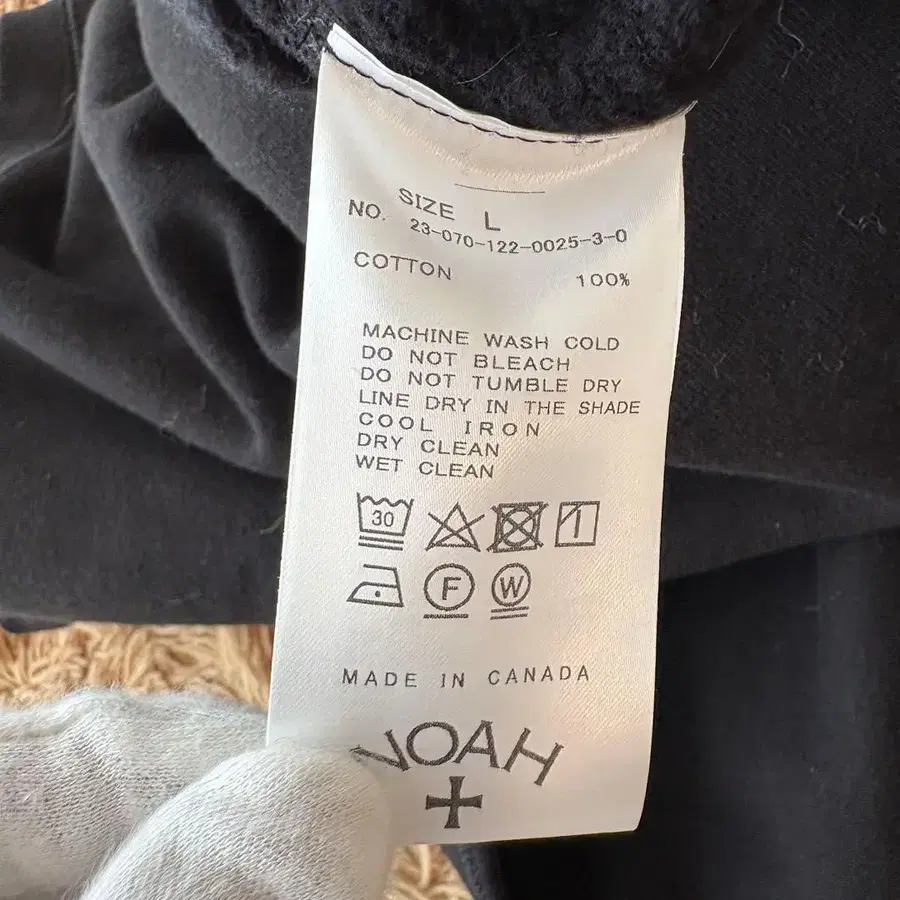 SIZE L
NO. 23-070-122-0025-3-0
COTTON 100%
MACHINE WASH COLD
DO NOT BLEACH
DO NOT TUMBLE DRY
LINE DRY IN THE SHADE
COOL IRON
DRY CLEAN
WET CLEAN
30
F W
MADE IN CANADA
NOAH